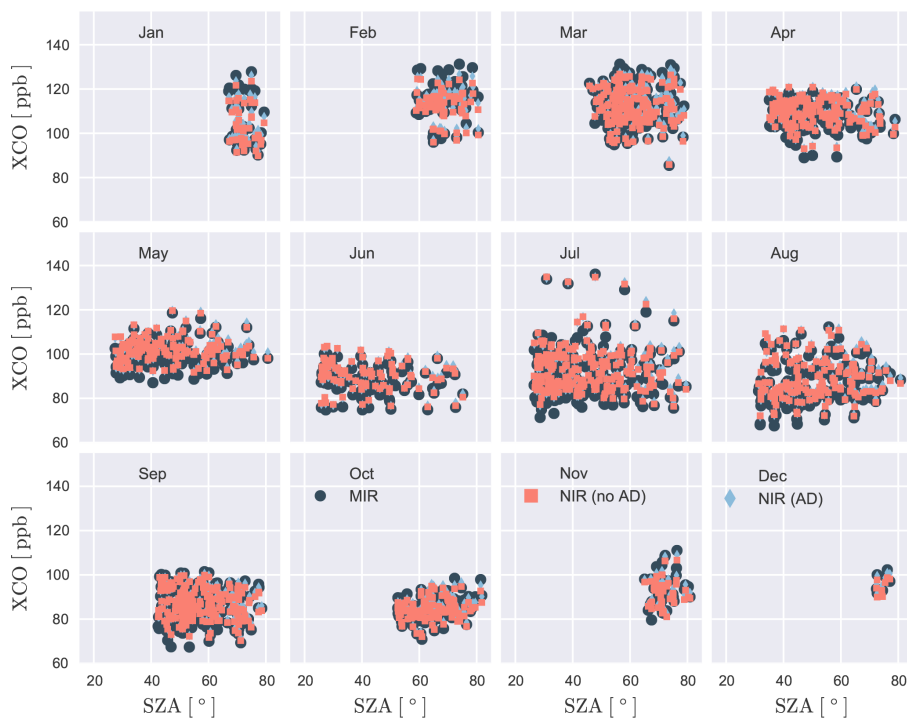 Jan
Feb
Mar
Apr
140
120
100
80
60
XCO [ppb]
May
Jun
Jul
Aug
140
120
100
80
60
XCO [ppb]
Sep
Oct
Nov
Dec
MIR
NIR (no AD)
NIR (AD)
140
120
100
80
60
XCO [ppb]
20 40 60 80
20 40 60 80
20 40 60 80
20 40 60 80
SZA [°]
SZA [°]
SZA [°]
SZA [°]